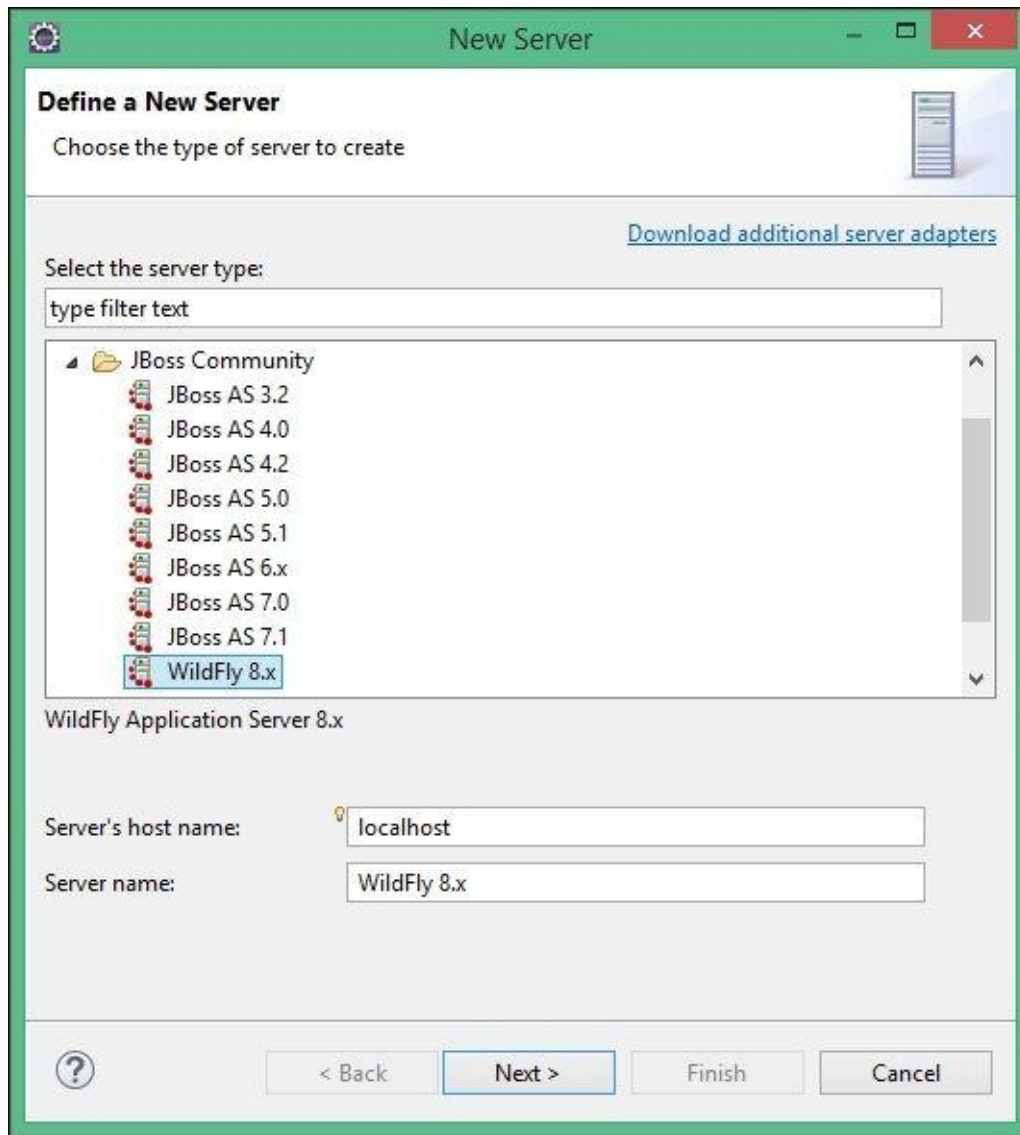 New Server
Define a New Server
Choose the type of server to create
Download additional server adapters
Select the server type:
type filter text
JBoss Community
JBoss AS 3.2
JBoss AS 4.0
JBoss AS 4.2
JBoss AS 5.0
JBoss AS 5.1
JBoss AS 6.x
JBoss AS 7.0
JBoss AS 7.1
WildFly 8.x
WildFly Application Server 8.x
Server's host name: localhost
Server name: WildFly 8.x
? < Back Next > Finish Cancel